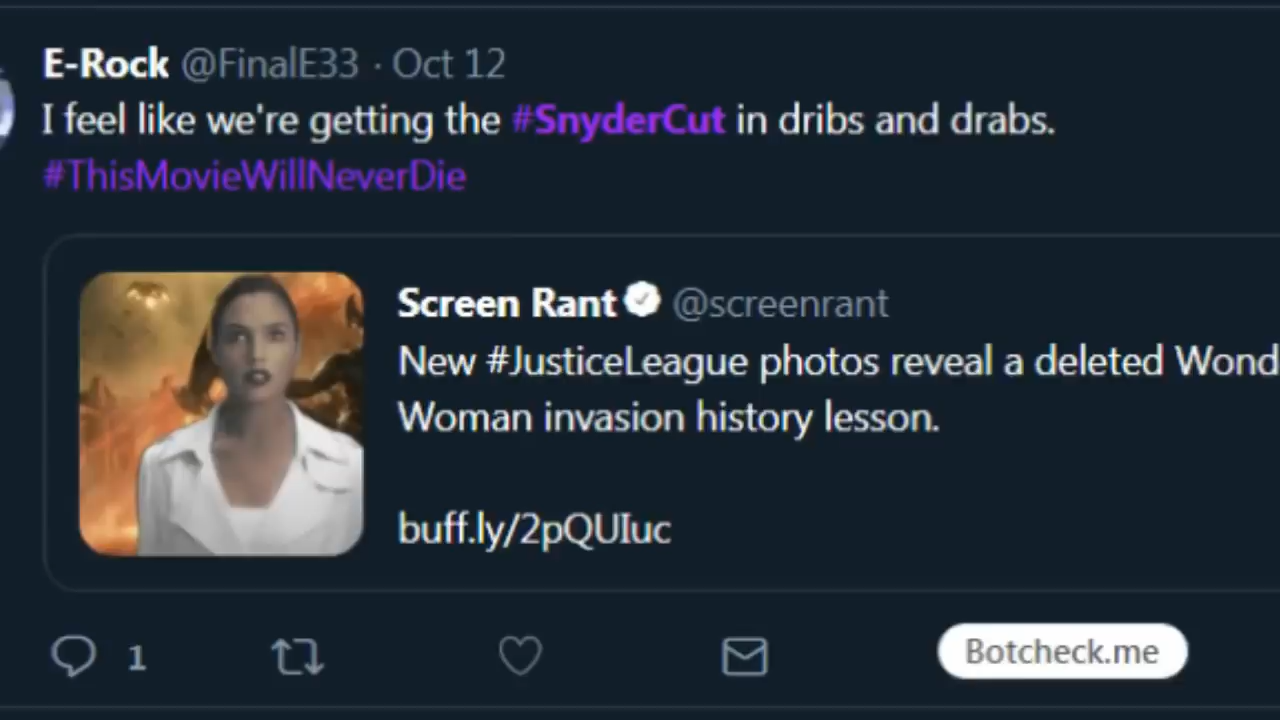 E-Rock @FinalE33 · Oct 12
I feel like we're getting the #SnyderCut in dribs and drabs.
#ThisMovieWillNeverDie
Screen Rant @screenrant
New #JusticeLeague photos reveal a deleted Wond
Woman invasion history lesson.
buff.ly/2pQUIuc
1
Botcheck.me